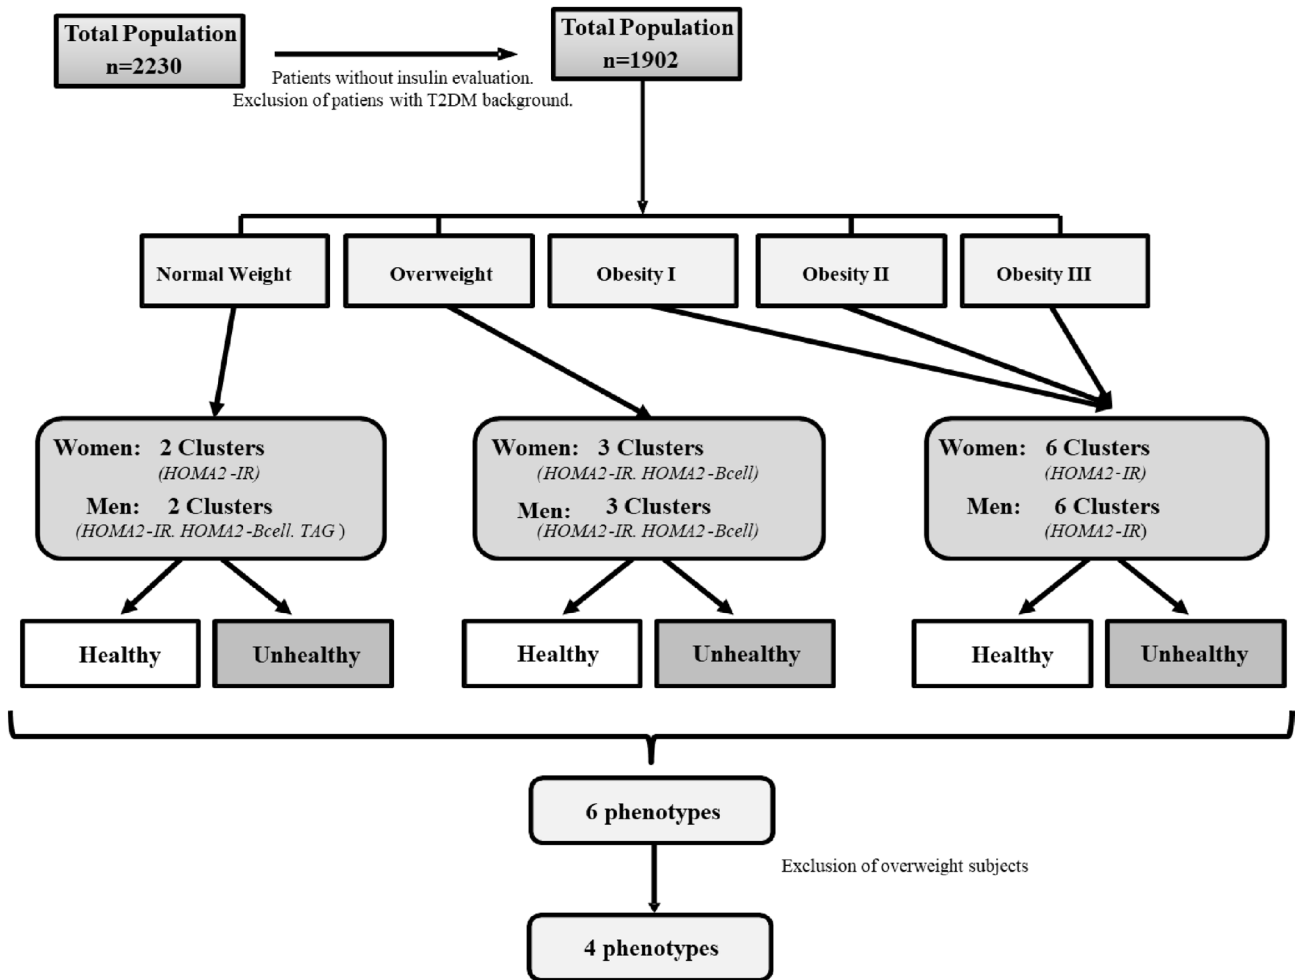 Total Population
n=2230
Patients without insulin evaluation.
Exclusion of patiens with T2DM background.
Total Population
n=1902
Normal Weight
Overweight
Obesity I
Obesity II
Obesity III
Women: 2 Clusters
(HOMA2-IR)
Men: 2 Clusters
(HOMA2-IR. HOMA2-Bcell. TAG )
Women: 3 Clusters
(HOMA2-IR. HOMA2-Bcell)
Men: 3 Clusters
(HOMA2-IR. HOMA2-Bcell)
Women: 6 Clusters
(HOMA2-IR)
Men: 6 Clusters
(HOMA2-IR)
Healthy
Unhealthy
Healthy
Unhealthy
Healthy
Unhealthy
6 phenotypes
Exclusion of overweight subjects
4 phenotypes